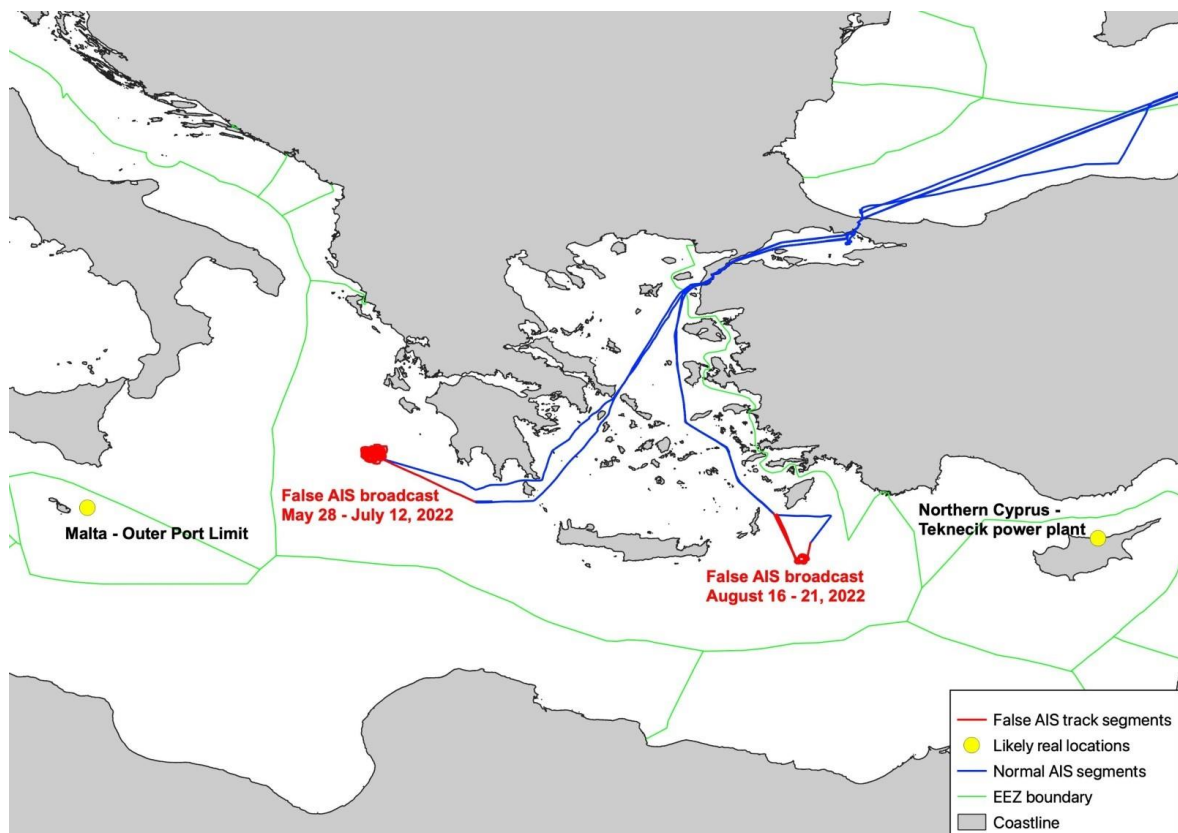 False AIS broadcast
May 28 - July 12, 2022
Malta - Outer Port Limit
Northern Cyprus -
Teknecik power plant
False AIS broadcast
August 16 - 21, 2022
False AIS track segments
Likely real locations
Normal AIS segments
EEZ boundary
Coastline